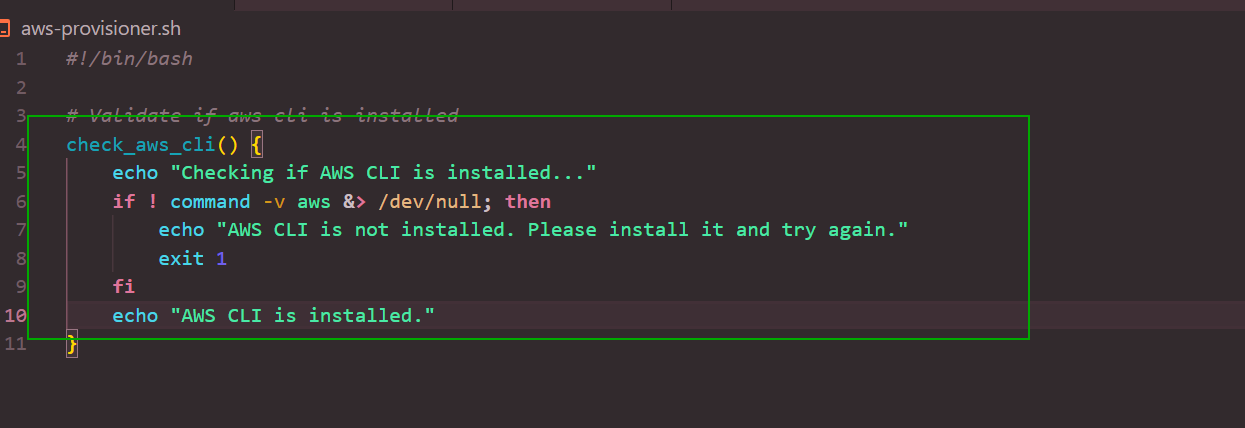 aws-provisioner.sh
1 #!/bin/bash
2
3 # Validate if aws cli is installed
4 check_aws_cli() {
5 echo "Checking if AWS CLI is installed..."
6 if ! command -v aws &> /dev/null; then
7 echo "AWS CLI is not installed. Please install it and try again."
8 exit 1
9 fi
10 echo "AWS CLI is installed."
11 }